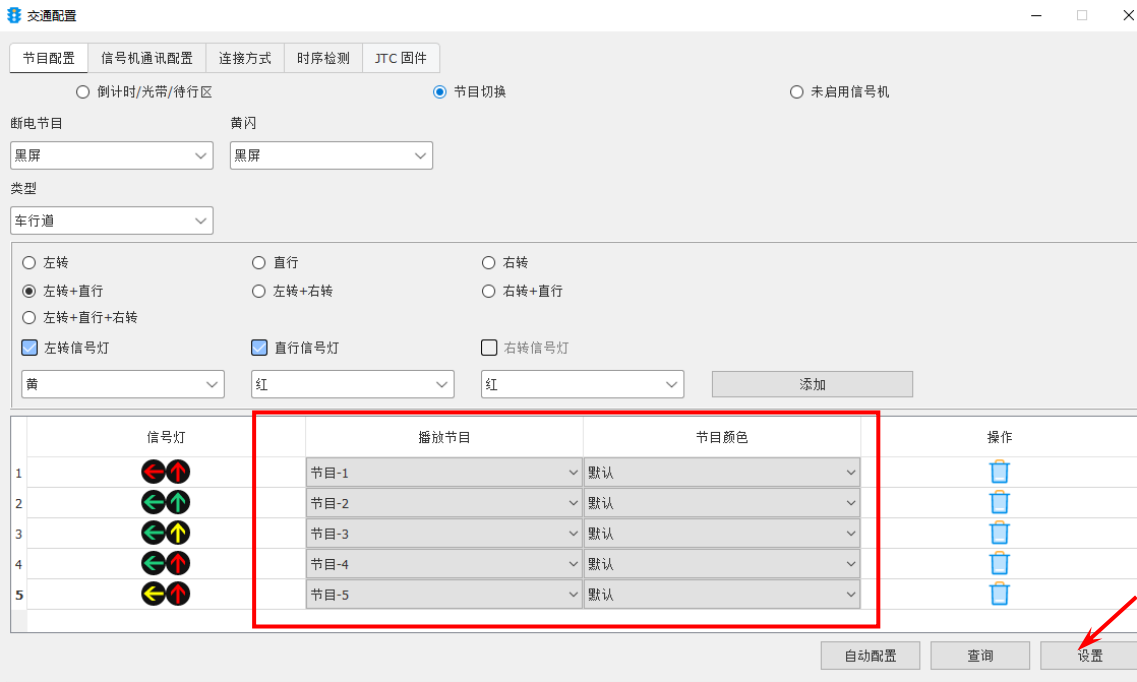 交通配置
节目配置 信号机通讯配置 连接方式 时序检测 JTC 固件
倒计时/光带/待行区 节目切换 未启用信号机
断电节目 黄闪
黑屏 黑屏
类型
车行道
左转 直行 右转
左转+直行 左转+右转 右转+直行
左转+直行+右转
左转信号灯 直行信号灯 右转信号灯
黄 红 红 添加
信号灯 播放节目 节目颜色 操作
1 节目-1 默认
2 节目-2 默认
3 节目-3 默认
4 节目-4 默认
5 节目-5 默认
自动配置 查询 设置